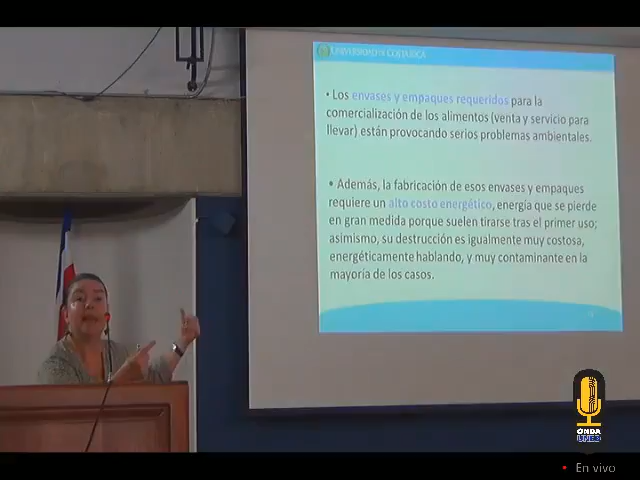 UNIVERSIDAD DE COSTA RICA
• Los envases y empaques requeridos para la
comercialización de los alimentos (venta y servicio para
llevar) están provocando serios problemas ambientales.
• Además, la fabricación de esos envases y empaques
requiere un alto costo energético, energía que se pierde
en gran medida porque suelen tirarse tras el primer uso;
asimismo, su destrucción es igualmente muy costosa,
energéticamente hablando, y muy contaminante en la
mayoría de los casos.
ONDA
UNED
• En vivo